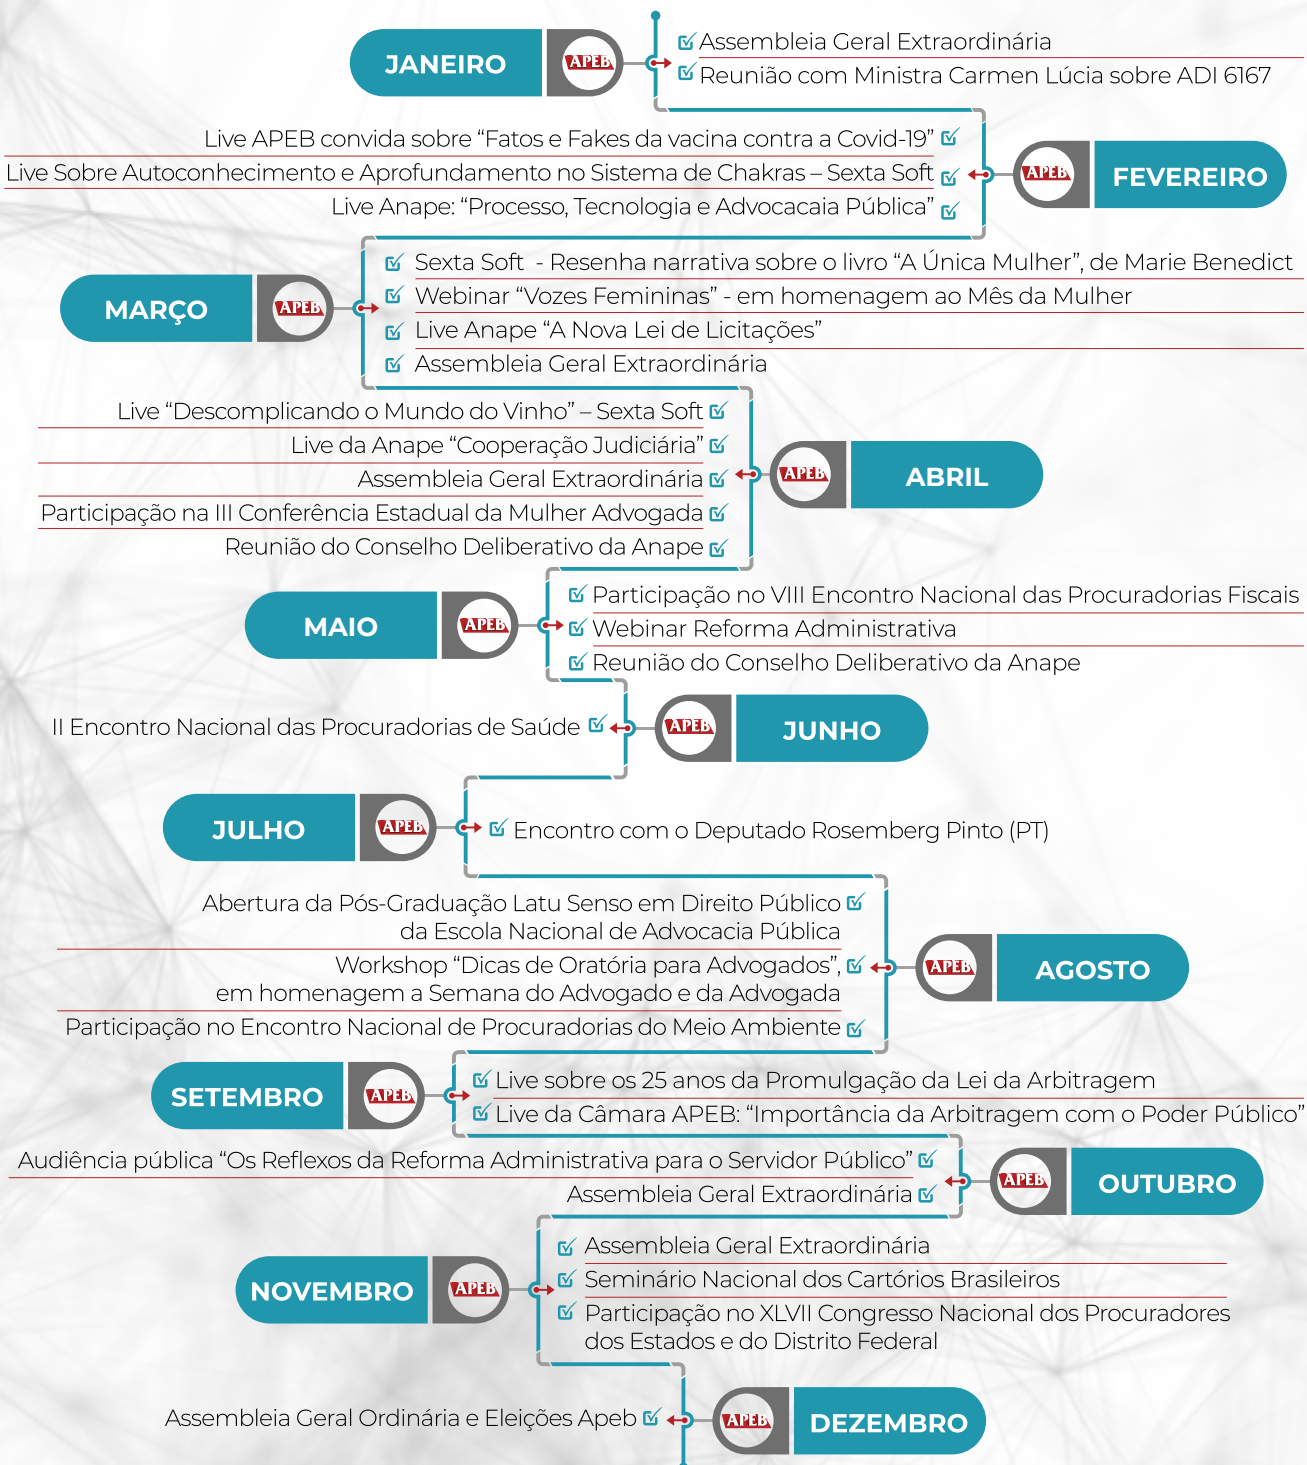 JANEIRO
APEB
Assembleia Geral Extraordinária
Reunião com Ministra Carmen Lúcia sobre ADI 6167
Live APEB convida sobre “Fatos e Fakes da vacina contra a Covid-19”
Live Sobre Autoconhecimento e Aprofundamento no Sistema de Chakras – Sexta Soft
Live Anape: “Processo, Tecnologia e Advocacaia Pública”
APEB
FEVEREIRO
MARÇO
APEB
Sexta Soft - Resenha narrativa sobre o livro “A Única Mulher”, de Marie Benedict
Webinar “Vozes Femininas” - em homenagem ao Mês da Mulher
Live Anape “A Nova Lei de Licitações”
Assembleia Geral Extraordinária
Live “Descomplicando o Mundo do Vinho” – Sexta Soft
Live da Anape “Cooperação Judiciária”
Assembleia Geral Extraordinária
Participação na III Conferência Estadual da Mulher Advogada
Reunião do Conselho Deliberativo da Anape
APEB
ABRIL
MAIO
APEB
Participação no VIII Encontro Nacional das Procuradorias Fiscais
Webinar Reforma Administrativa
Reunião do Conselho Deliberativo da Anape
II Encontro Nacional das Procuradorias de Saúde
APEB
JUNHO
JULHO
APEB
Encontro com o Deputado Rosemberg Pinto (PT)
Abertura da Pós-Graduação Latu Senso em Direito Público
da Escola Nacional de Advocacia Pública
Workshop “Dicas de Oratória para Advogados”,
em homenagem a Semana do Advogado e da Advogada
Participação no Encontro Nacional de Procuradorias do Meio Ambiente
APEB
AGOSTO
SETEMBRO
APEB
Live sobre os 25 anos da Promulgação da Lei da Arbitragem
Live da Câmara APEB: “Importância da Arbitragem com o Poder Público”
Audiência pública “Os Reflexos da Reforma Administrativa para o Servidor Público”
Assembleia Geral Extraordinária
APEB
OUTUBRO
NOVEMBRO
APEB
Assembleia Geral Extraordinária
Seminário Nacional dos Cartórios Brasileiros
Participação no XLVII Congresso Nacional dos Procuradores
dos Estados e do Distrito Federal
Assembleia Geral Ordinária e Eleições Apeb
APEB
DEZEMBRO